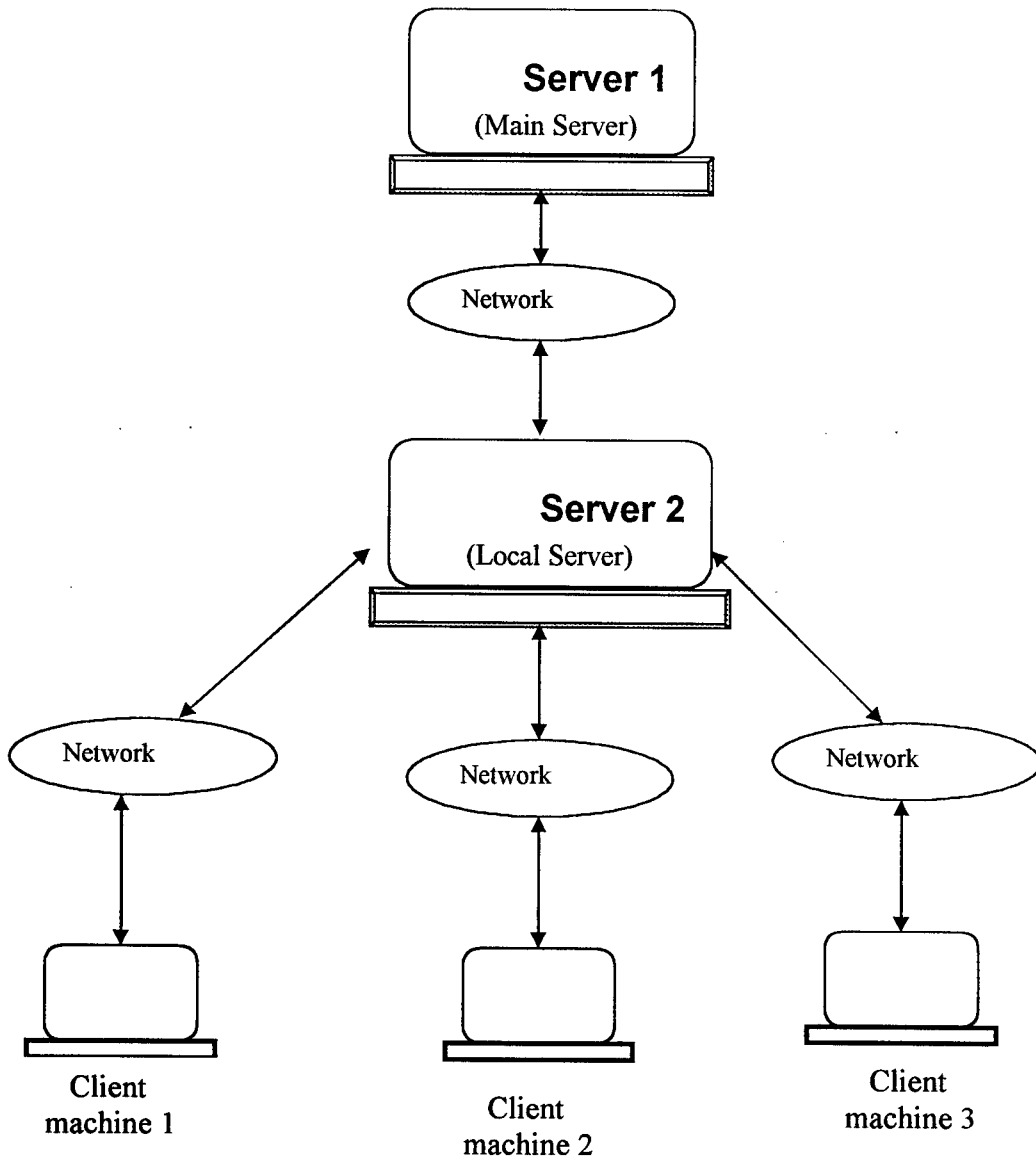 Server 1
(Main Server)
Network
Server 2
(Local Server)
Network
Network
Network
Client
machine 1
Client
machine 2
Client
machine 3